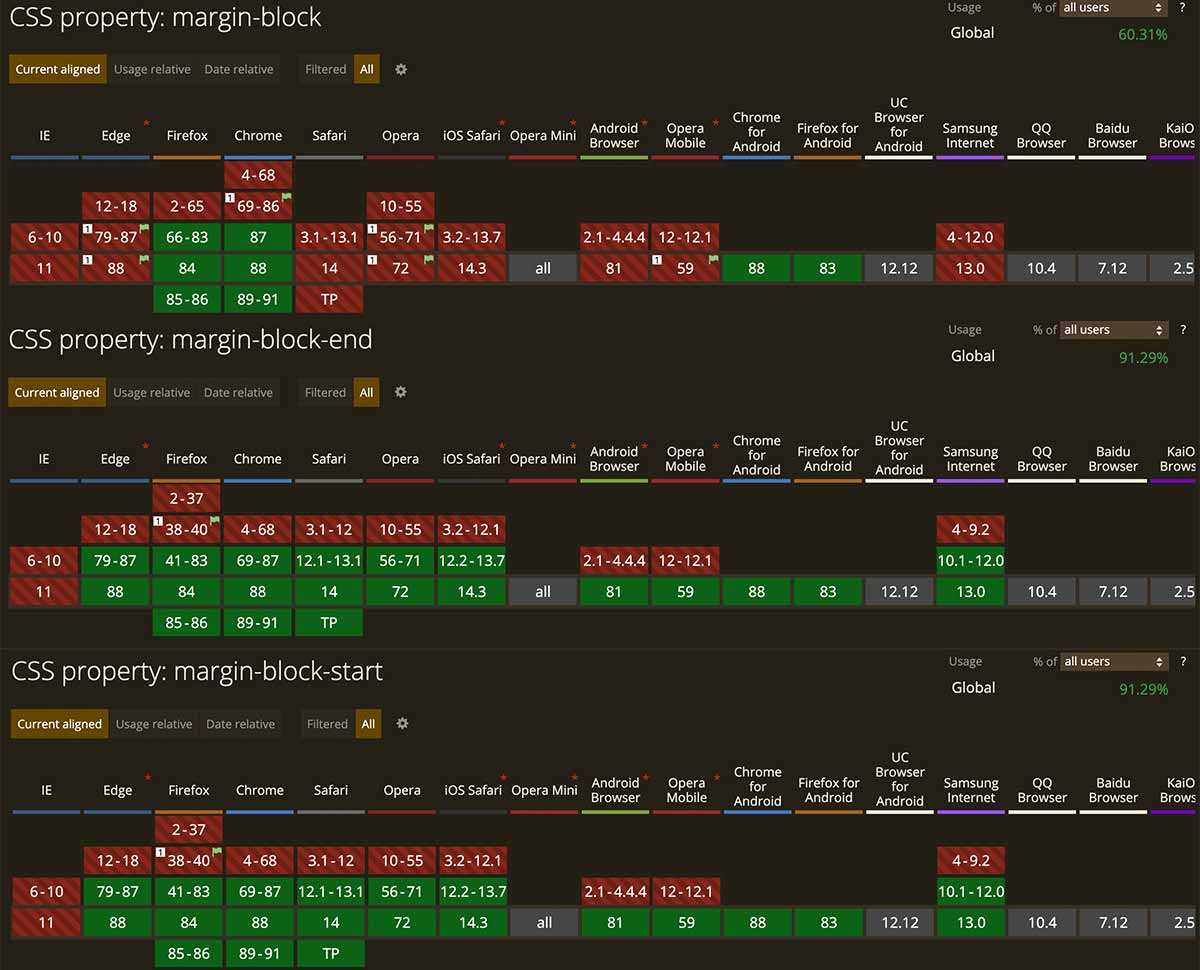 CSS property: margin-block
Usage % of all users ?
Global 60.31%
Current aligned Usage relative Date relative Filtered All
IE Edge * Firefox Chrome Safari Opera iOS Safari * Opera Mini * Android Browser * Opera Mobile * Chrome for Android Firefox for Android UC Browser for Android Samsung Internet QQ Browser Baidu Browser KaiO Brows
4-68
12-18 2-65 1 69-86 10-55
6-10 1 79-87 66-83 87 3.1-13.1 1 56-71 3.2-13.7 2.1-4.4.4 12-12.1 4-12.0
11 1 88 84 88 14 1 72 14.3 all 81 1 59 88 83 12.12 13.0 10.4 7.12 2.5
85-86 89-91 TP
CSS property: margin-block-end
Usage % of all users ?
Global 91.29%
Current aligned Usage relative Date relative Filtered All
IE Edge * Firefox Chrome Safari Opera iOS Safari * Opera Mini * Android Browser * Opera Mobile * Chrome for Android Firefox for Android UC Browser for Android Samsung Internet QQ Browser Baidu Browser KaiO Brows
2-37
12-18 1 38-40 4-68 3.1-12 10-55 3.2-12.1 4-9.2
6-10 79-87 41-83 69-87 12.1-13.1 56-71 12.2-13.7 2.1-4.4.4 12-12.1 10.1-12.0
11 88 84 88 14 72 14.3 all 81 59 88 83 12.12 13.0 10.4 7.12 2.5
85-86 89-91 TP
CSS property: margin-block-start
Usage % of all users ?
Global 91.29%
Current aligned Usage relative Date relative Filtered All
IE Edge * Firefox Chrome Safari Opera iOS Safari * Opera Mini * Android Browser * Opera Mobile * Chrome for Android Firefox for Android UC Browser for Android Samsung Internet QQ Browser Baidu Browser KaiO Brows
2-37
12-18 1 38-40 4-68 3.1-12 10-55 3.2-12.1 4-9.2
6-10 79-87 41-83 69-87 12.1-13.1 56-71 12.2-13.7 2.1-4.4.4 12-12.1 10.1-12.0
11 88 84 88 14 72 14.3 all 81 59 88 83 12.12 13.0 10.4 7.12 2.5
85-86 89-91 TP